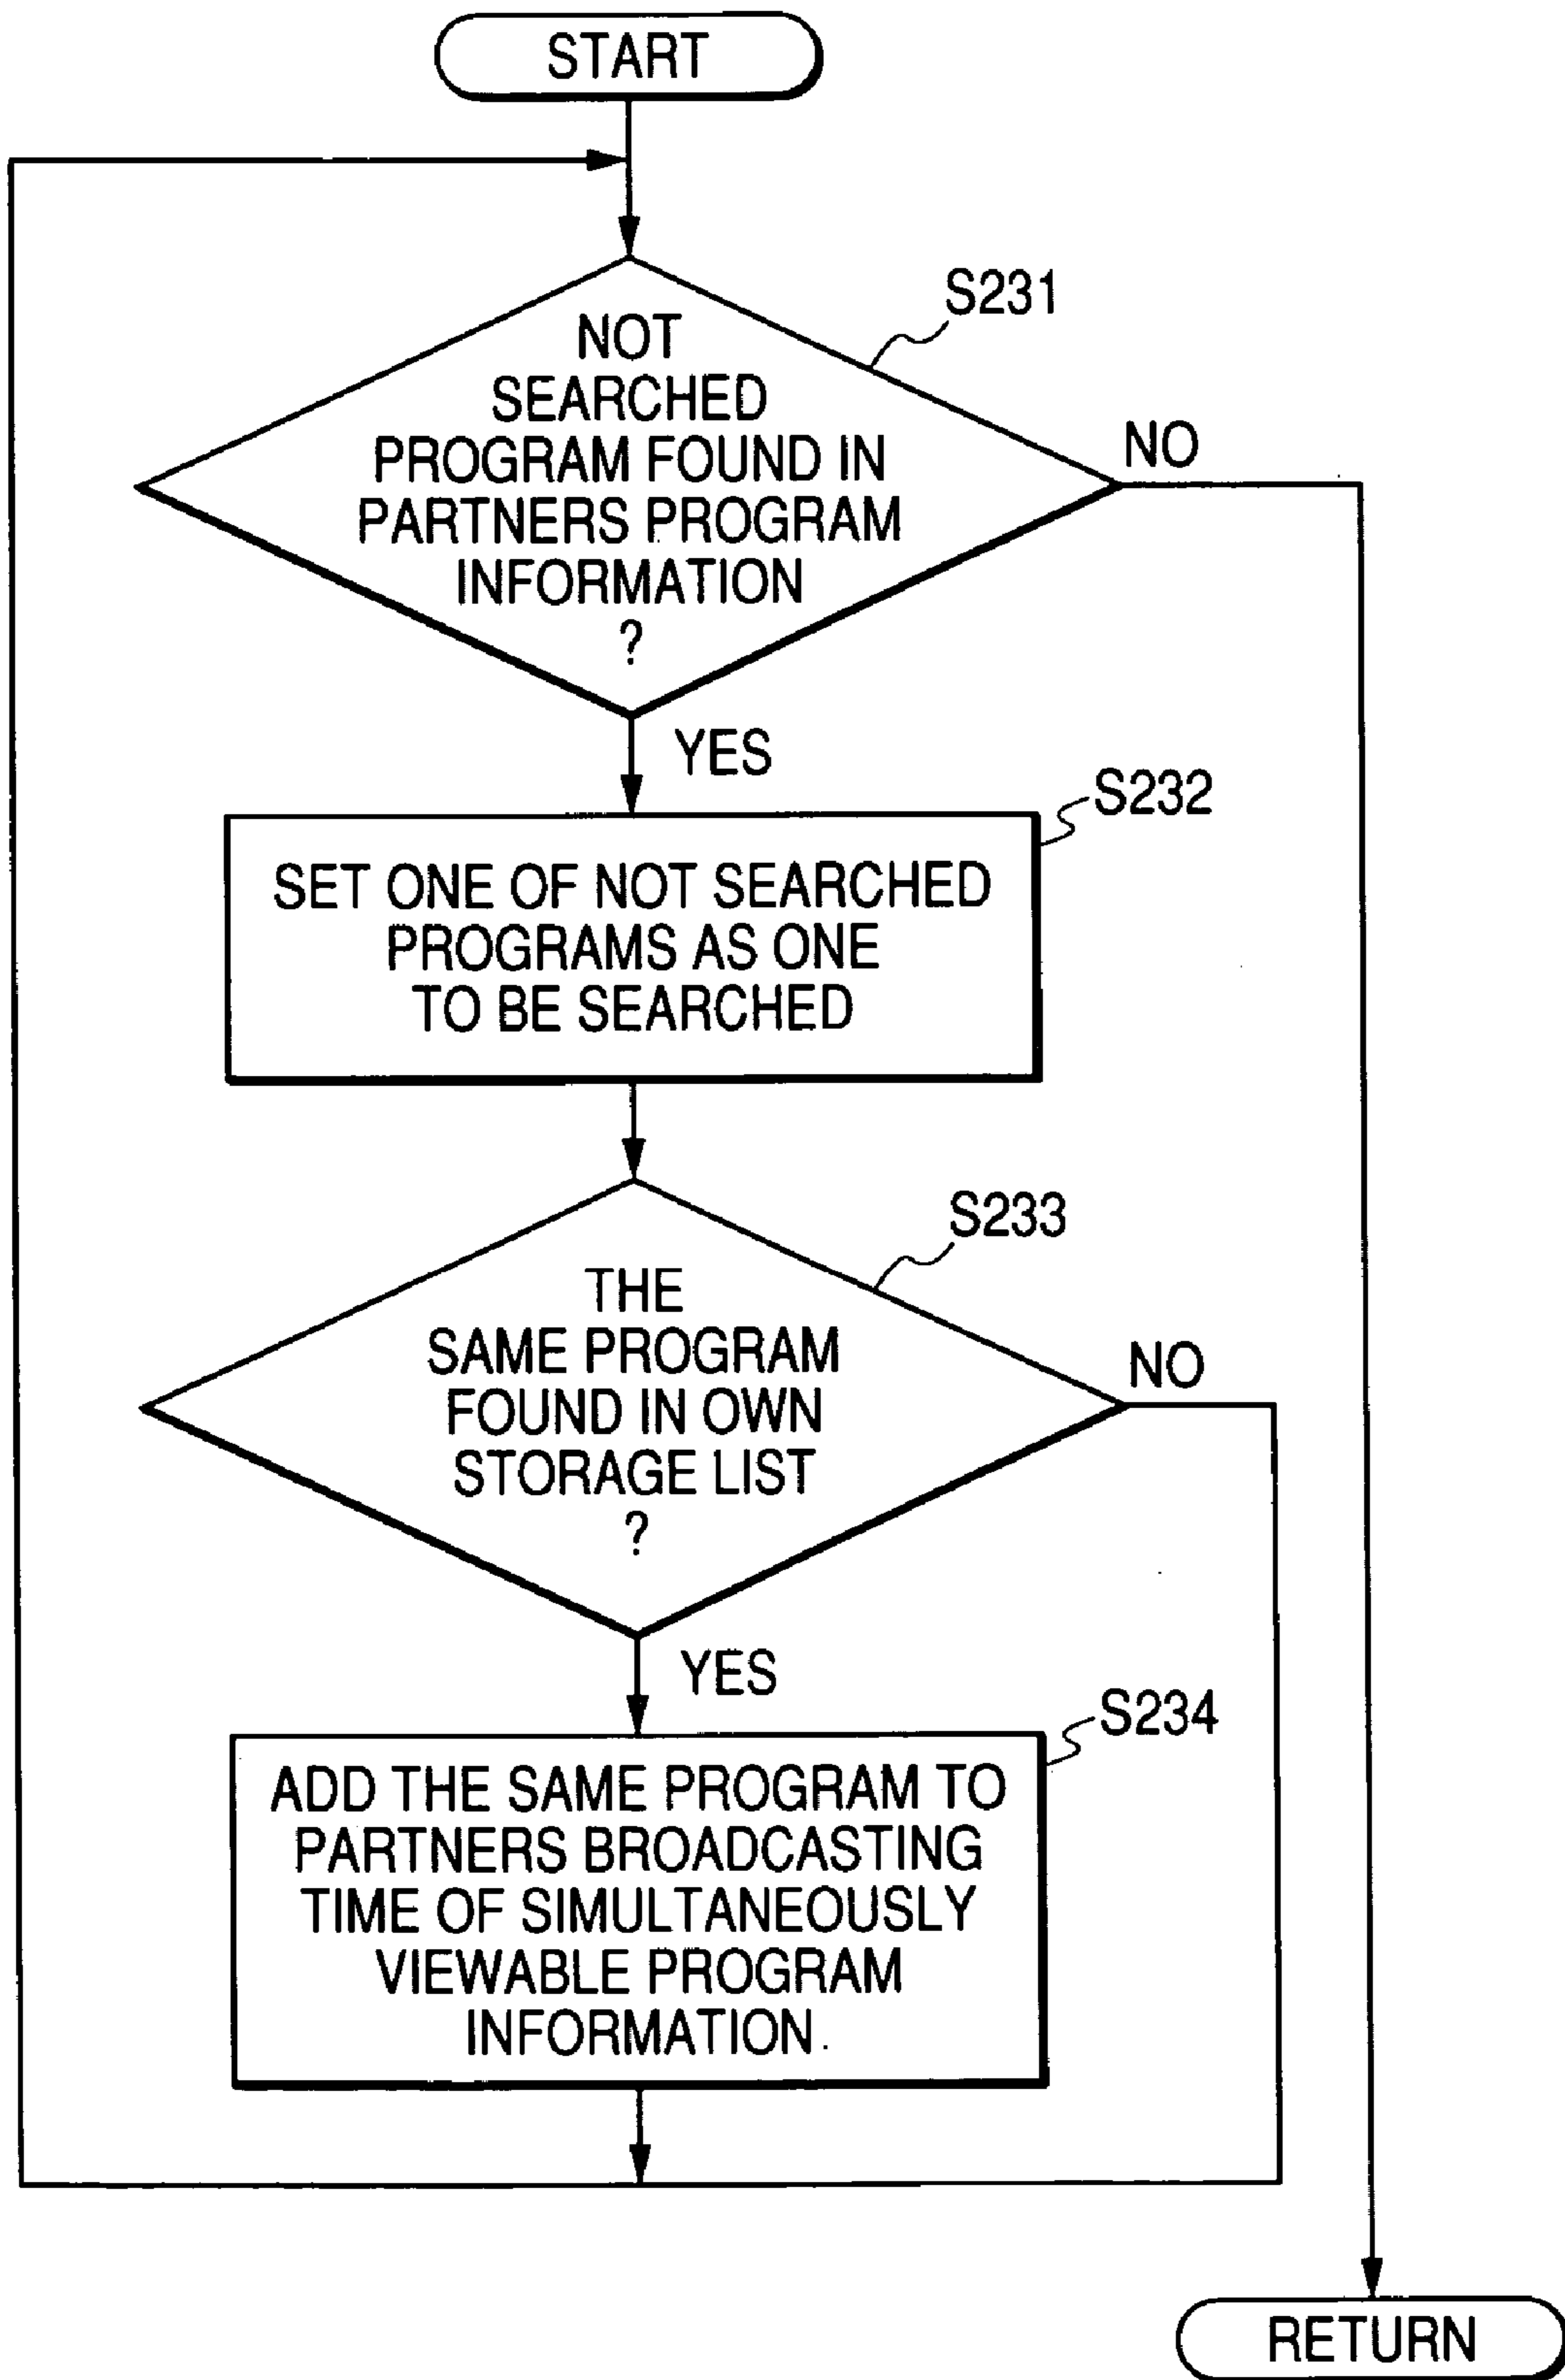 START
S231
NOT
SEARCHED
PROGRAM FOUND IN
PARTNERS PROGRAM
INFORMATION
?
NO
YES
S232
SET ONE OF NOT SEARCHED
PROGRAMS AS ONE
TO BE SEARCHED
S233
THE
SAME PROGRAM
FOUND IN OWN
STORAGE LIST
?
NO
YES
S234
ADD THE SAME PROGRAM TO
PARTNERS BROADCASTING
TIME OF SIMULTANEOUSLY
VIEWABLE PROGRAM
INFORMATION
RETURN